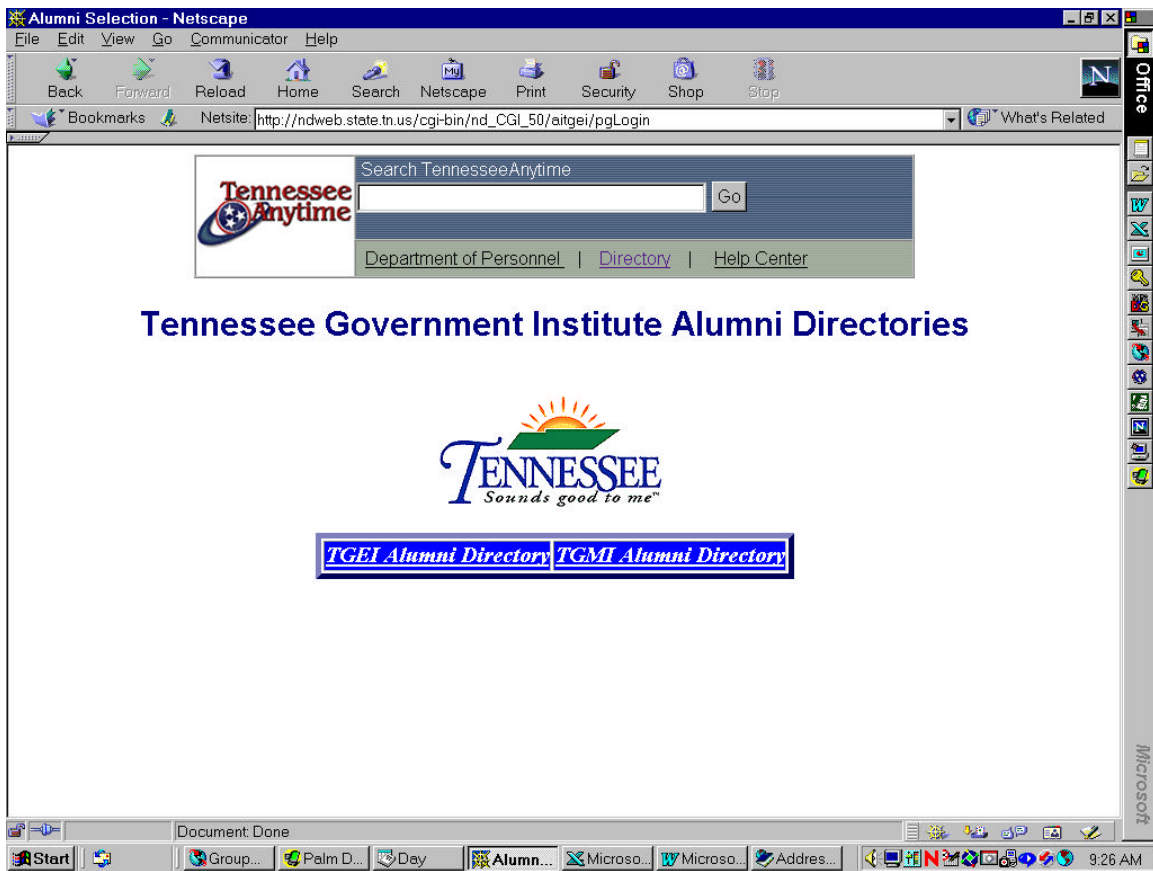 Alumni Selection - Netscape
File Edit View Go Communicator Help
Back Forward Reload Home Search Netscape Print Security Shop Stop
My
N
Office
Bookmarks Netsite: http://ndweb.state.tn.us/cgi-bin/nd_CGI_50/aitgei/pgLogin What's Related
Tennessee
Anytime
Search TennesseeAnytime
Go
Department of Personnel | Directory | Help Center
Tennessee Government Institute Alumni Directories
TENNESSEE
Sounds good to me™
TGEI Alumni Directory TGMI Alumni Directory
Microsoft
Document: Done
Start Group... Palm D... Day Alumn... Microso... Microso... Addres... 9:26 AM